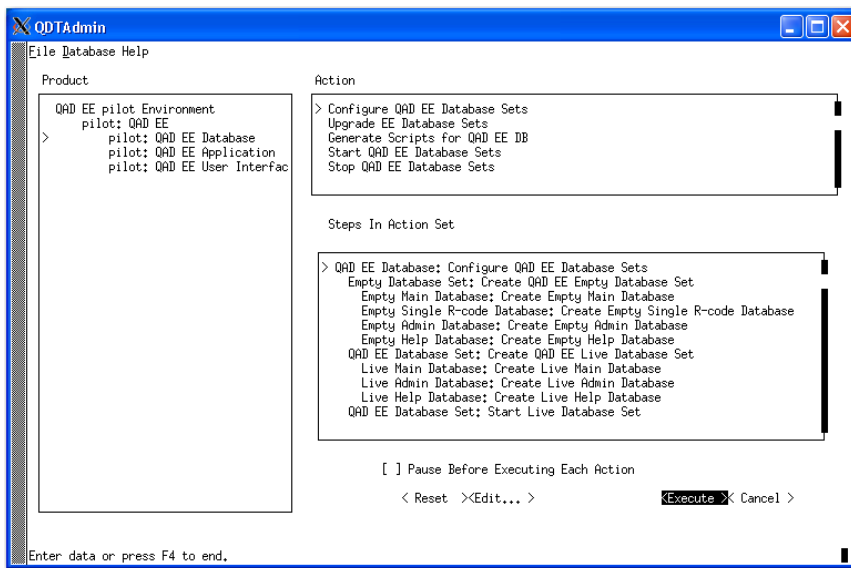 QDTAdmin
File Database Help
Product
QAD EE pilot Environment
pilot: QAD EE
> pilot: QAD EE Database
pilot: QAD EE Application
pilot: QAD EE User Interfac
Action
> Configure QAD EE Database Sets
Upgrade EE Database Sets
Generate Scripts for QAD EE DB
Start QAD EE Database Sets
Stop QAD EE Database Sets
Steps In Action Set
> QAD EE Database: Configure QAD EE Database Sets
Empty Database Set: Create QAD EE Empty Database Set
Empty Main Database: Create Empty Main Database
Empty Single R-code Database: Create Empty Single R-code Database
Empty Admin Database: Create Empty Admin Database
Empty Help Database: Create Empty Help Database
QAD EE Database Set: Create QAD EE Live Database Set
Live Main Database: Create Live Main Database
Live Admin Database: Create Live Admin Database
Live Help Database: Create Live Help Database
QAD EE Database Set: Start Live Database Set
[ ] Pause Before Executing Each Action
< Reset ><Edit... > <Execute >< Cancel >
Enter data or press F4 to end.